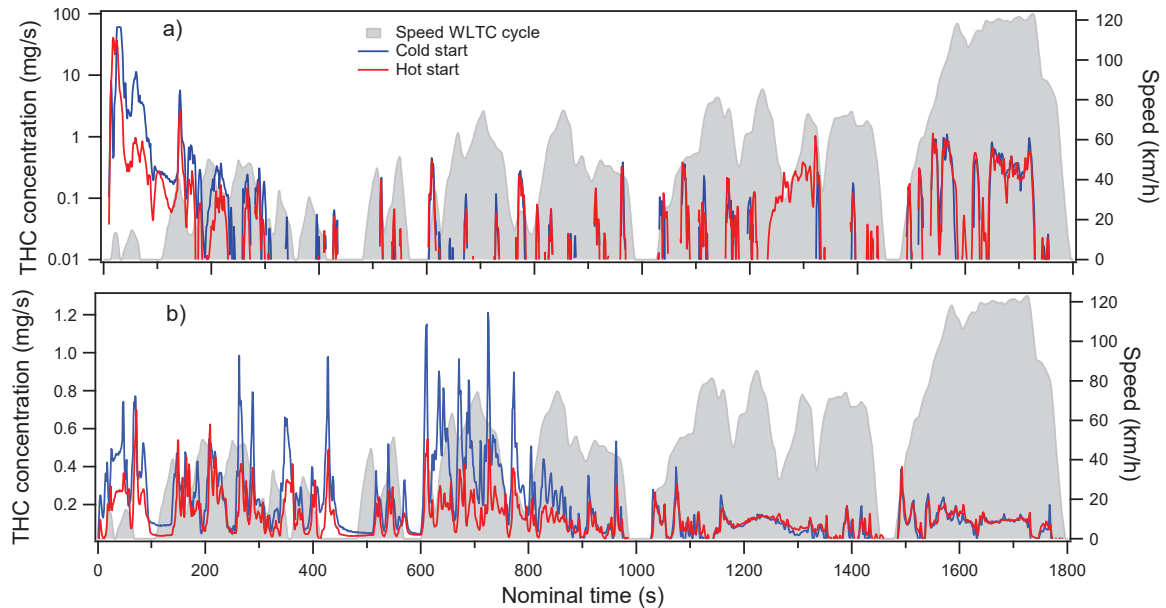 a)
Speed WLTC cycle
Cold start
Hot start
THC concentration (mg/s)
100
10
1
0.1
0.01
120
100
80
60
40
20
0
Speed (km/h)
b)
THC concentration (mg/s)
1.2
1.0
0.8
0.6
0.4
0.2
120
100
80
60
40
20
0
Speed (km/h)
0 200 400 600 800 1000 1200 1400 1600 1800
Nominal time (s)